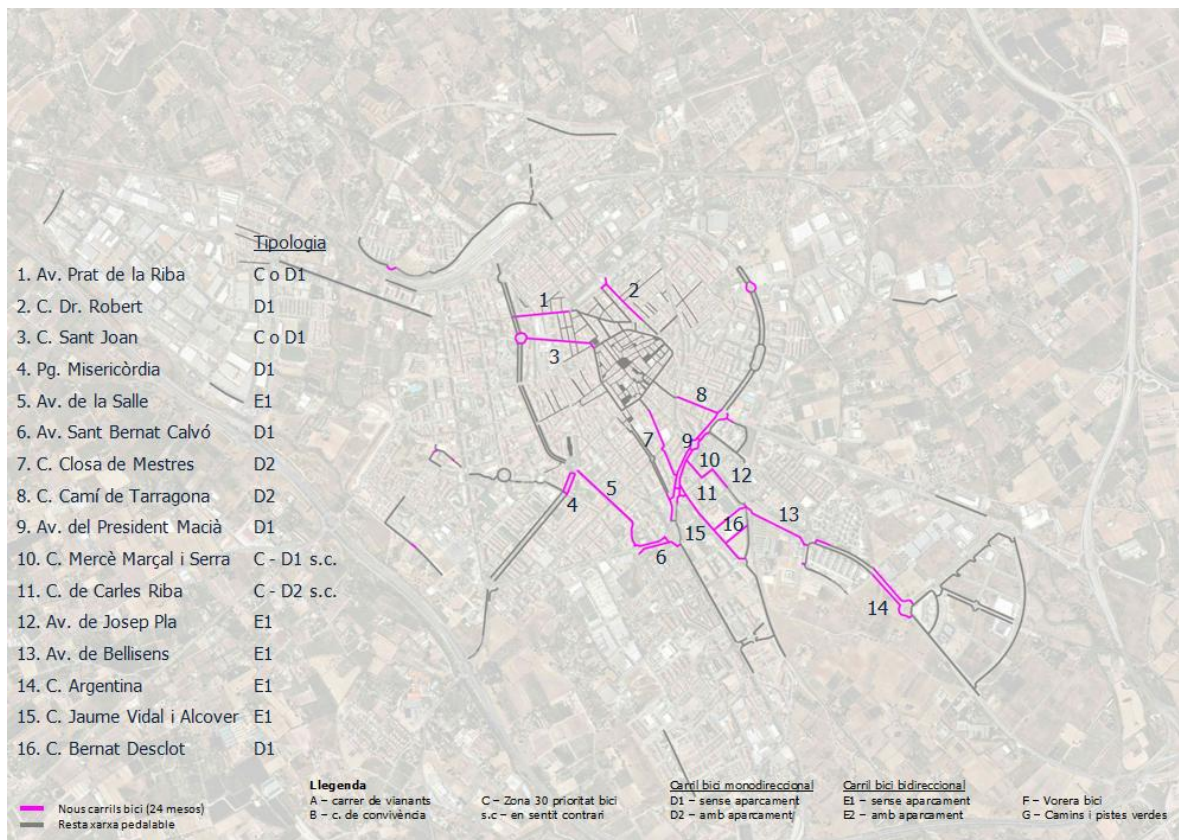 Tipologia
1. Av. Prat de la Riba C o D1
2. C. Dr. Robert D1
3. C. Sant Joan C o D1
4. Pg. Misericòrdia D1
5. Av. de la Salle E1
6. Av. Sant Bernat Calvó D1
7. C. Closa de Mestres D2
8. C. Camí de Tarragona D2
9. Av. del President Macià D1
10. C. Mercè Marçal i Serra C - D1 s.c.
11. C. de Carles Riba C - D2 s.c.
12. Av. de Josep Pla E1
13. Av. de Bellisens E1
14. C. Argentina E1
15. C. Jaume Vidal i Alcover E1
16. C. Bernat Desclot D1
1
2
3
8
7
9
10
12
4
5
11
16
13
15
6
14
Nous carrils bici (24 mesos)
Resta xarxa pedalable
Llegenda
A – carrer de vianants
B – c. de convivència
C – Zona 30 prioritat bici
s.c – en sentit contrari
Carril bici monodireccional
D1 – sense aparcament
D2 – amb aparcament
Carril bici bidireccional
E1 – sense aparcament
E2 – amb aparcament
F – Vorera bici
G – Camins i pistes verdes